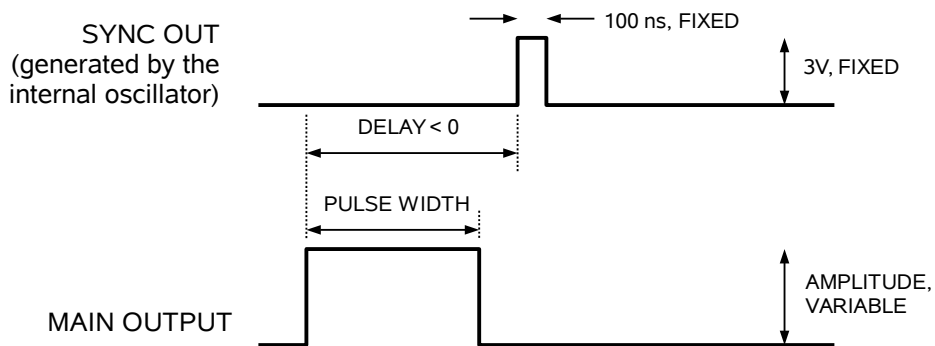 SYNC OUT
(generated by the
internal oscillator)
100 ns, FIXED
3V, FIXED
DELAY < 0
PULSE WIDTH
AMPLITUDE,
VARIABLE
MAIN OUTPUT